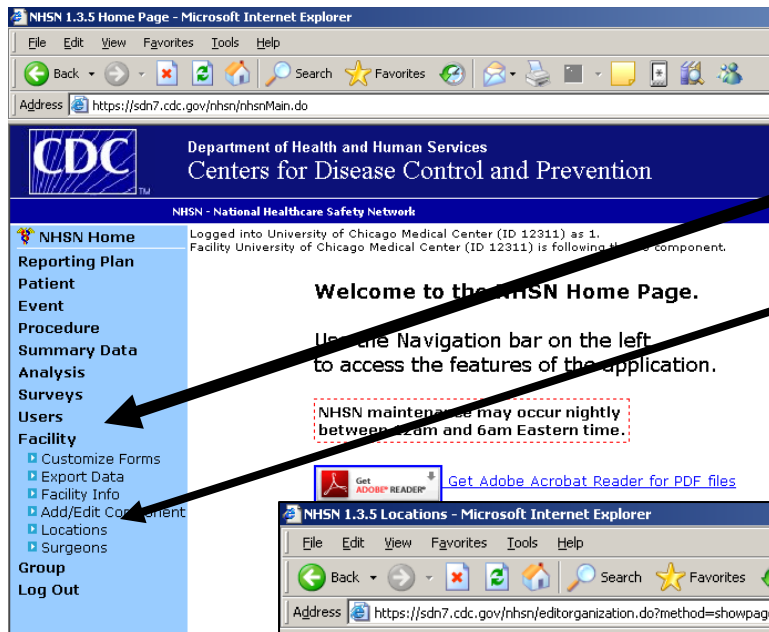 NHSN 1.3.5 Home Page - Microsoft Internet Explorer
File Edit View Favorites Tools Help
Back Search Favorites
Address https://sdn7.cdc.gov/nhsn/nhsnMain.do
CDC TM
Department of Health and Human Services
Centers for Disease Control and Prevention
NHSN - National Healthcare Safety Network
NHSN Home
Reporting Plan
Patient
Event
Procedure
Summary Data
Analysis
Surveys
Users
Facility
Customize Forms
Export Data
Facility Info
Add/Edit Component
Locations
Surgeons
Group
Log Out
Logged into University of Chicago Medical Center (ID 12311) as 1.
Facility University of Chicago Medical Center (ID 12311) is following the component.
Welcome to the NHSN Home Page.
Use the Navigation bar on the left
to access the features of the application.
NHSN maintenance may occur nightly
between 12am and 6am Eastern time.
Get ADOBE® READER®
Get Adobe Acrobat Reader for PDF files
NHSN 1.3.5 Locations - Microsoft Internet Explorer
File Edit View Favorites Tools Help
Back Search Favorites
Address https://sdn7.cdc.gov/nhsn/editorganization.do?method=showpag